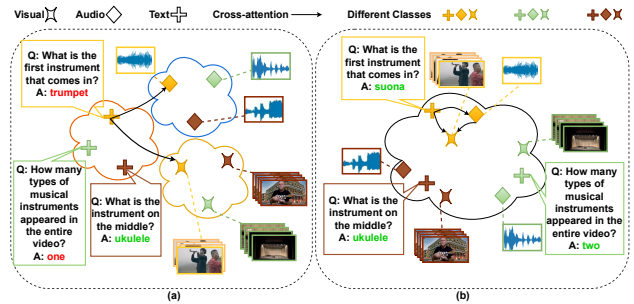 Visual Audio Text Cross-attention Different Classes
Q: What is the
first instrument
that comes in?
A: trumpet
Q: How many
types of
musical
instruments
appeared in
the entire
video?
A: one
Q: What is the
instrument on
the middle?
A: ukulele
(a)
Q: What is the
first instrument
that comes in?
A: suona
Q: What is the
instrument on
the middle?
A: ukulele
Q: How many
types of
musical
instruments
appeared in the
entire video?
A: two
(b)